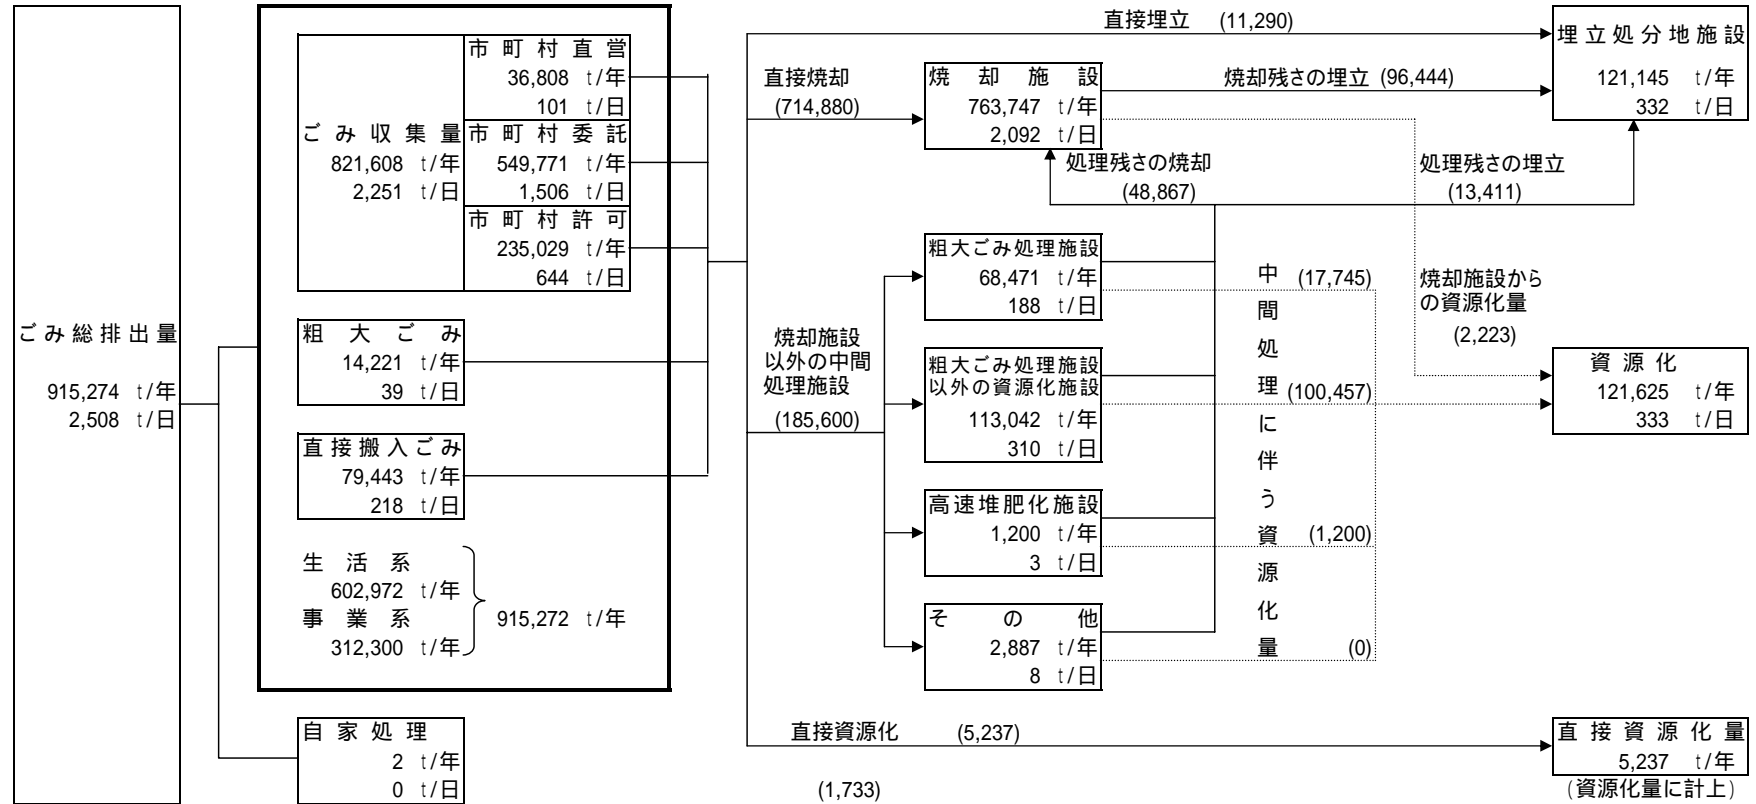 ごみ総排出量
915,274 t/年
2,508 t/日
ごみ収集量
821,608 t/年
2,251 t/日
市町村直営
36,808 t/年
101 t/日
市町村委託
549,771 t/年
1,506 t/日
市町村許可
235,029 t/年
644 t/日
粗大ごみ
14,221 t/年
39 t/日
直接搬入ごみ
79,443 t/年
218 t/日
生活系
602,972 t/年
事業系
312,300 t/年
915,272 t/年
自家処理
2 t/年
0 t/日
直接埋立 (11,290)
直接焼却
(714,880)
焼却施設
763,747 t/年
2,092 t/日
焼却残さの埋立 (96,444)
埋立処分地施設
121,145 t/年
332 t/日
処理残さの焼却
(48,867)
処理残さの埋立
(13,411)
焼却施設
以外の中間
処理施設
(185,600)
粗大ごみ処理施設
68,471 t/年
188 t/日
粗大ごみ処理施設
以外の資源化施設
113,042 t/年
310 t/日
高速堆肥化施設
1,200 t/年
3 t/日
その他
2,887 t/年
8 t/日
中間処理に伴う資源化量
(17,745)
(100,457)
(1,200)
(0)
焼却施設から
の資源化量
(2,223)
資源化
121,625 t/年
333 t/日
直接資源化 (5,237)
直接資源化量
5,237 t/年
(資源化量に計上)
(1,733)